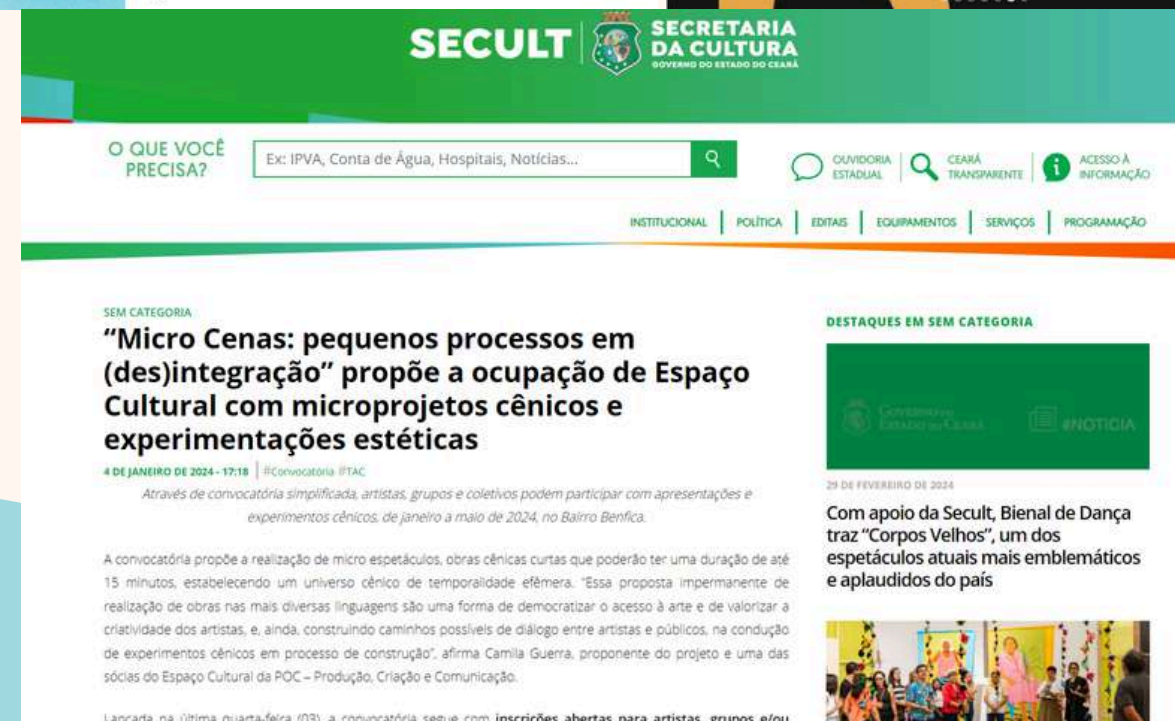 SECULT
SECRETARIA
DA CULTURA
GOVERNO DO ESTADO DO CEARÁ
O QUE VOCÊ
PRECISA?
Ex: IPVA, Conta de Água, Hospitais, Notícias...
OUVIDORIA
ESTADUAL
CEARÁ
TRANSPARENTE
ACESSO À
INFORMAÇÃO
INSTITUCIONAL | POLÍTICA | EDITAIS | EQUIPAMENTOS | SERVIÇOS | PROGRAMAÇÃO
SEM CATEGORIA
“Micro Cenas: pequenos processos em
(des)integração” propõe a ocupação de Espaço
Cultural com microprojetos cênicos e
experimentações estéticas
4 DE JANEIRO DE 2024 - 17:18 | #Convocatória #TAC
Através de convocatória simplificada, artistas, grupos e coletivos podem participar com apresentações e
experimentos cênicos, de janeiro a maio de 2024, no Bairro Benfica.
A convocatória propõe a realização de micro espetáculos, obras cênicas curtas que poderão ter uma duração de até
15 minutos, estabelecendo um universo cênico de temporalidade efêmera. “Essa proposta impermanente de
realização de obras nas mais diversas linguagens são uma forma de democratizar o acesso à arte e de valorizar a
criatividade dos artistas, e, ainda, construindo caminhos possíveis de diálogo entre artistas e públicos, na condução
de experimentos cênicos em processo de construção”, afirma Camila Guerra, proponente do projeto e uma das
sócias do Espaço Cultural da POC – Produção, Criação e Comunicação.
Lançada na última quarta-feira (03), a convocatória segue com inscrições abertas para artistas, grupos e/ou
DESTAQUES EM SEM CATEGORIA
GOVERNO DO
ESTADO DO CEARÁ
#NOTICIA
29 DE FEVEREIRO DE 2024
Com apoio da Secult, Bienal de Dança
traz “Corpos Velhos”, um dos
espetáculos atuais mais emblemáticos
e aplaudidos do país